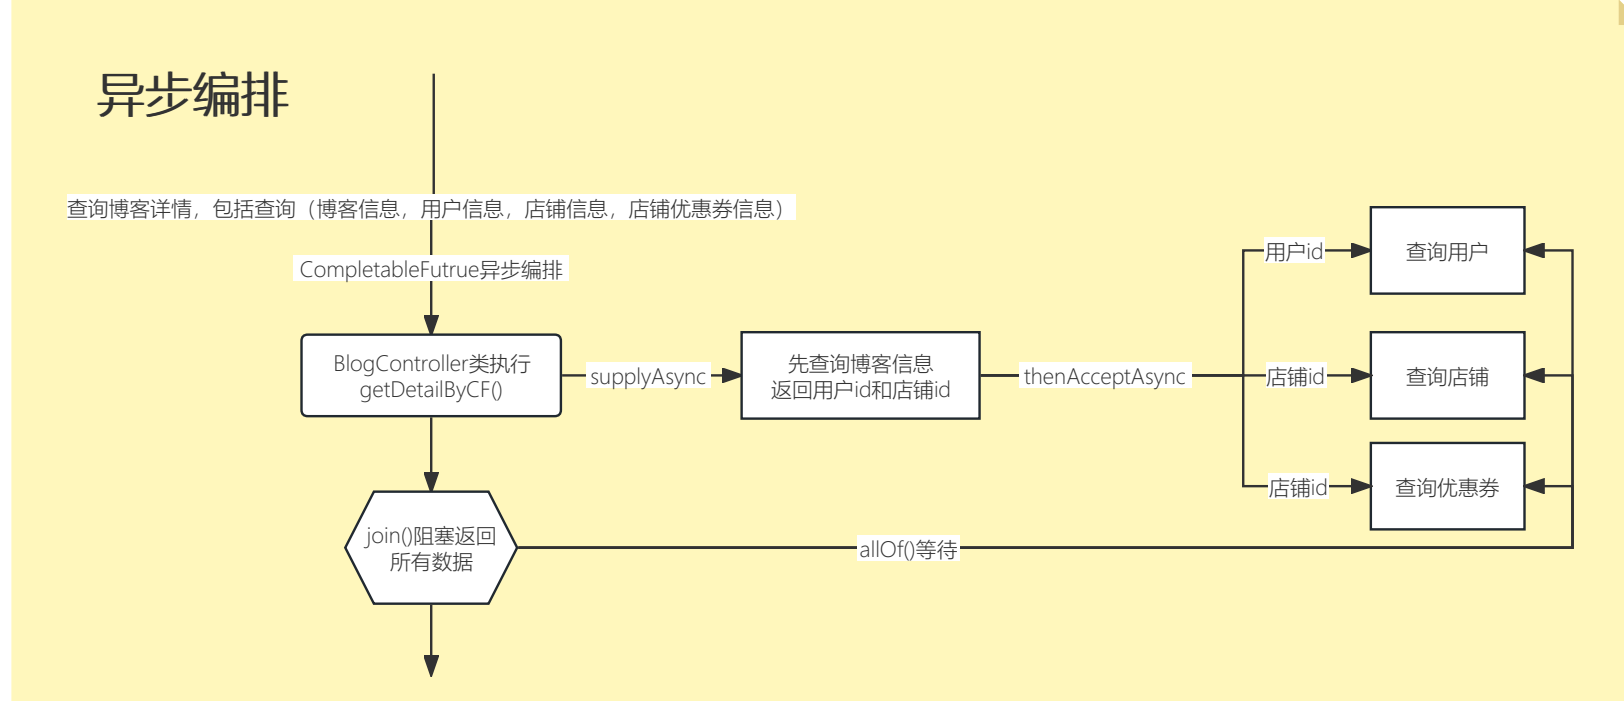 异步编排
查询博客详情，包括查询（博客信息，用户信息，店铺信息，店铺优惠券信息）
CompletableFutrue异步编排
BlogController类执行
getDetailByCF()
supplyAsync
先查询博客信息
返回用户id和店铺id
thenAcceptAsync
用户id
查询用户
店铺id
查询店铺
店铺id
查询优惠券
join()阻塞返回
所有数据
allOf()等待